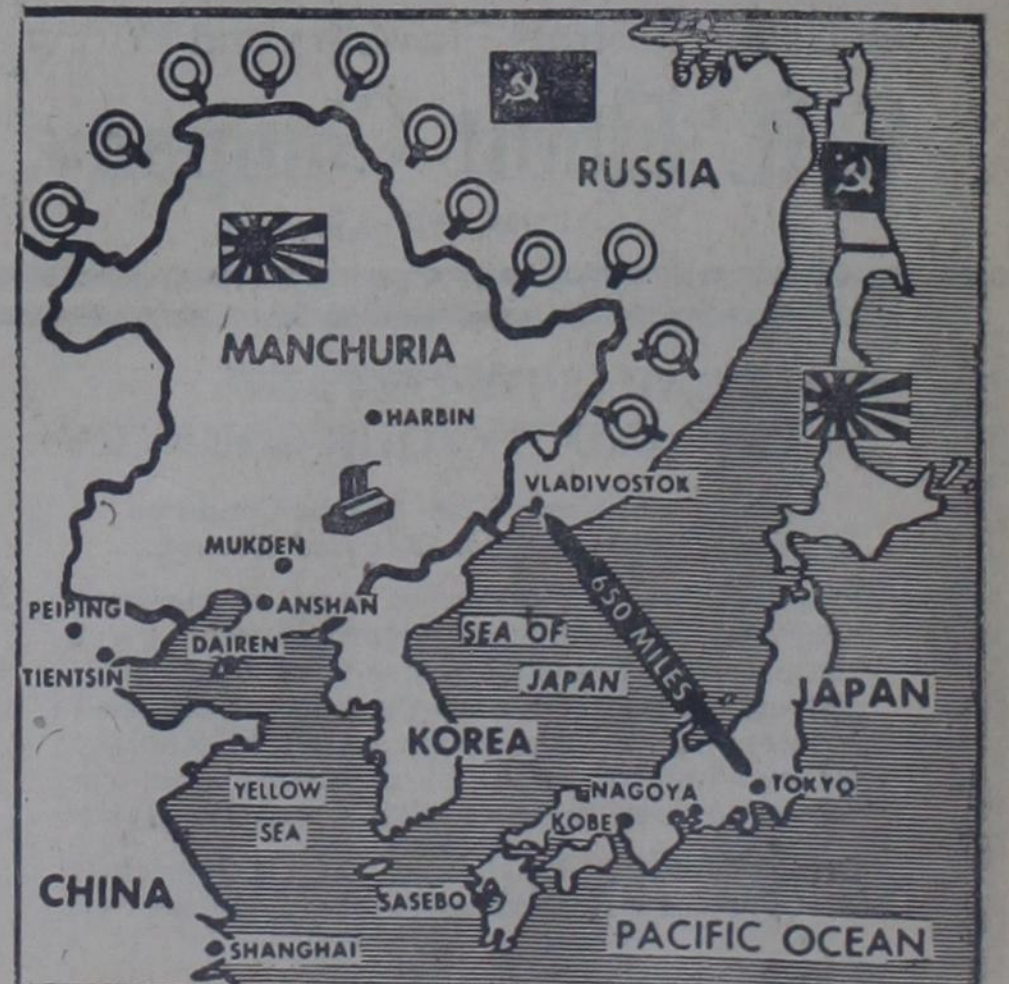 RUSSIA
MANCHURIA
HARBIN
VLADIVOSTOK
MUKDEN
PEIPING
ANSHAN
DAIREN
TIENTSIN
650 MILES
SEA OF
JAPAN
JAPAN
KOREA
YELLOW
SEA
NAGOYA
TOKYO
KOBE
CHINA
SASEBO
SHANGHAI
PACIFIC OCEAN